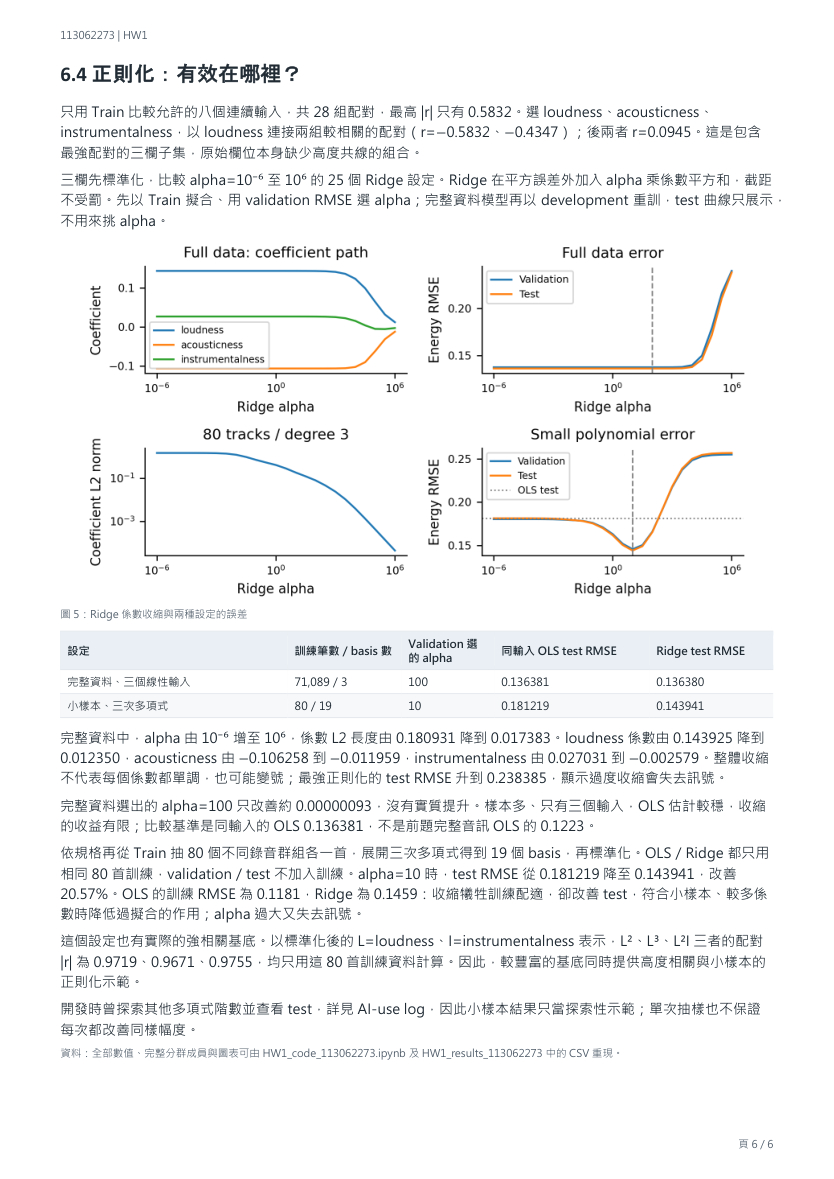 113062273 | HW1
6.4 正則化：有效在哪裡？
只用 Train 比較允許的八個連續輸入，共 28 組配對，最高 |r| 只有 0.5832。選 loudness、acousticness、
instrumentalness，以 loudness 連接兩組較相關的配對（r=−0.5832、−0.4347）；後兩者 r=0.0945。這是包含
最強配對的三欄子集，原始欄位本身缺少高度共線的組合。
三欄先標準化，比較 alpha=10⁻⁶ 至 10⁶ 的 25 個 Ridge 設定。Ridge 在平方誤差外加入 alpha 乘係數平方和，截距
不受罰。先以 Train 擬合、用 validation RMSE 選 alpha；完整資料模型再以 development 重訓，test 曲線只展示，
不用來挑 alpha。
Full data: coefficient path
Coefficient
0.1
0.0
−0.1
loudness
acousticness
instrumentalness
10⁻⁶ 10⁰ 10⁶
Ridge alpha
Full data error
Energy RMSE
0.20
0.15
Validation
Test
10⁻⁶ 10⁰ 10⁶
Ridge alpha
80 tracks / degree 3
Coefficient L2 norm
10⁻¹
10⁻³
10⁻⁶ 10⁰ 10⁶
Ridge alpha
Small polynomial error
Energy RMSE
0.25
0.20
0.15
Validation
Test
OLS test
10⁻⁶ 10⁰ 10⁶
Ridge alpha
圖 5：Ridge 係數收縮與兩種設定的誤差
設定 訓練筆數 / basis 數 Validation 選的 alpha 同輸入 OLS test RMSE Ridge test RMSE
完整資料、三個線性輸入 71,089 / 3 100 0.136381 0.136380
小樣本、三次多項式 80 / 19 10 0.181219 0.143941
完整資料中，alpha 由 10⁻⁶ 增至 10⁶，係數 L2 長度由 0.180931 降到 0.017383。loudness 係數由 0.143925 降到
0.012350，acousticness 由 −0.106258 到 −0.011959，instrumentalness 由 0.027031 到 −0.002579。整體收縮
不代表每個係數都單調，也可能變號；最強正則化的 test RMSE 升到 0.238385，顯示過度收縮會失去訊號。
完整資料選出的 alpha=100 只改善約 0.00000093，沒有實質提升。樣本多、只有三個輸入，OLS 估計較穩，收縮
的收益有限；比較基準是同輸入的 OLS 0.136381，不是前題完整音訊 OLS 的 0.1223。
依規格再從 Train 抽 80 個不同錄音群組各一首，展開三次多項式得到 19 個 basis，再標準化。OLS / Ridge 都只用
相同 80 首訓練，validation / test 不加入訓練。alpha=10 時，test RMSE 從 0.181219 降至 0.143941，改善
20.57%。OLS 的訓練 RMSE 為 0.1181，Ridge 為 0.1459：收縮犧牲訓練配適，卻改善 test，符合小樣本、較多係
數時降低過擬合的作用；alpha 過大又失去訊號。
這個設定也有實際的強相關基底。以標準化後的 L=loudness、I=instrumentalness 表示，L²、L³、L²I 三者的配對
|r| 為 0.9719、0.9671、0.9755，均只用這 80 首訓練資料計算。因此，較豐富的基底同時提供高度相關與小樣本的
正則化示範。
開發時曾探索其他多項式階數並查看 test，詳見 AI-use log，因此小樣本結果只當探索性示範；單次抽樣也不保證
每次都改善同樣幅度。
資料：全部數值、完整分群成員與圖表可由 HW1_code_113062273.ipynb 及 HW1_results_113062273 中的 CSV 重現。
頁 6 / 6